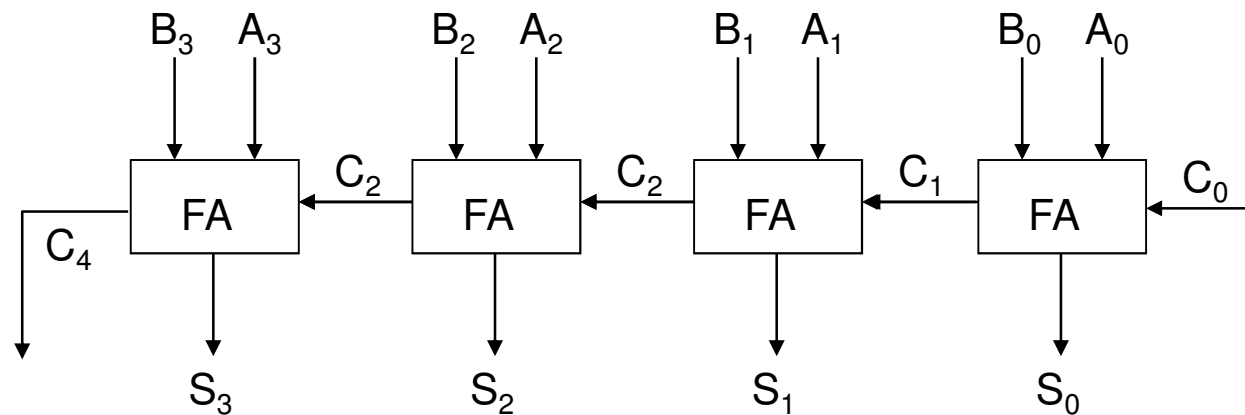 B₃ A₃ B₂ A₂ B₁ A₁ B₀ A₀
C₂ C₂ C₁ C₀
FA FA FA FA
C₄
S₃ S₂ S₁ S₀